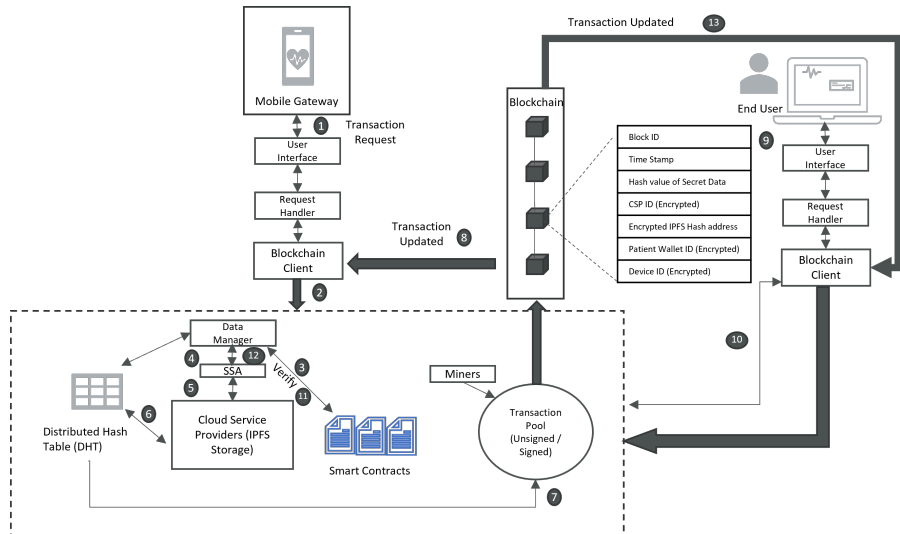 Transaction Updated
13
Mobile Gateway
1
Transaction
Request
User
Interface
Request
Handler
Blockchain
Client
2
Transaction
Updated
8
Blockchain
Block ID
Time Stamp
Hash value of Secret Data
CSP ID (Encrypted)
Encrypted IPFS Hash address
Patient Wallet ID (Encrypted)
Device ID (Encrypted)
End User
9
User
Interface
Request
Handler
Blockchain
Client
10
Data
Manager
4
12
3
Verify
11
SSA
5
6
Distributed Hash
Table (DHT)
Cloud Service
Providers (IPFS
Storage)
Smart Contracts
Miners
Transaction
Pool
(Unsigned /
Signed)
7